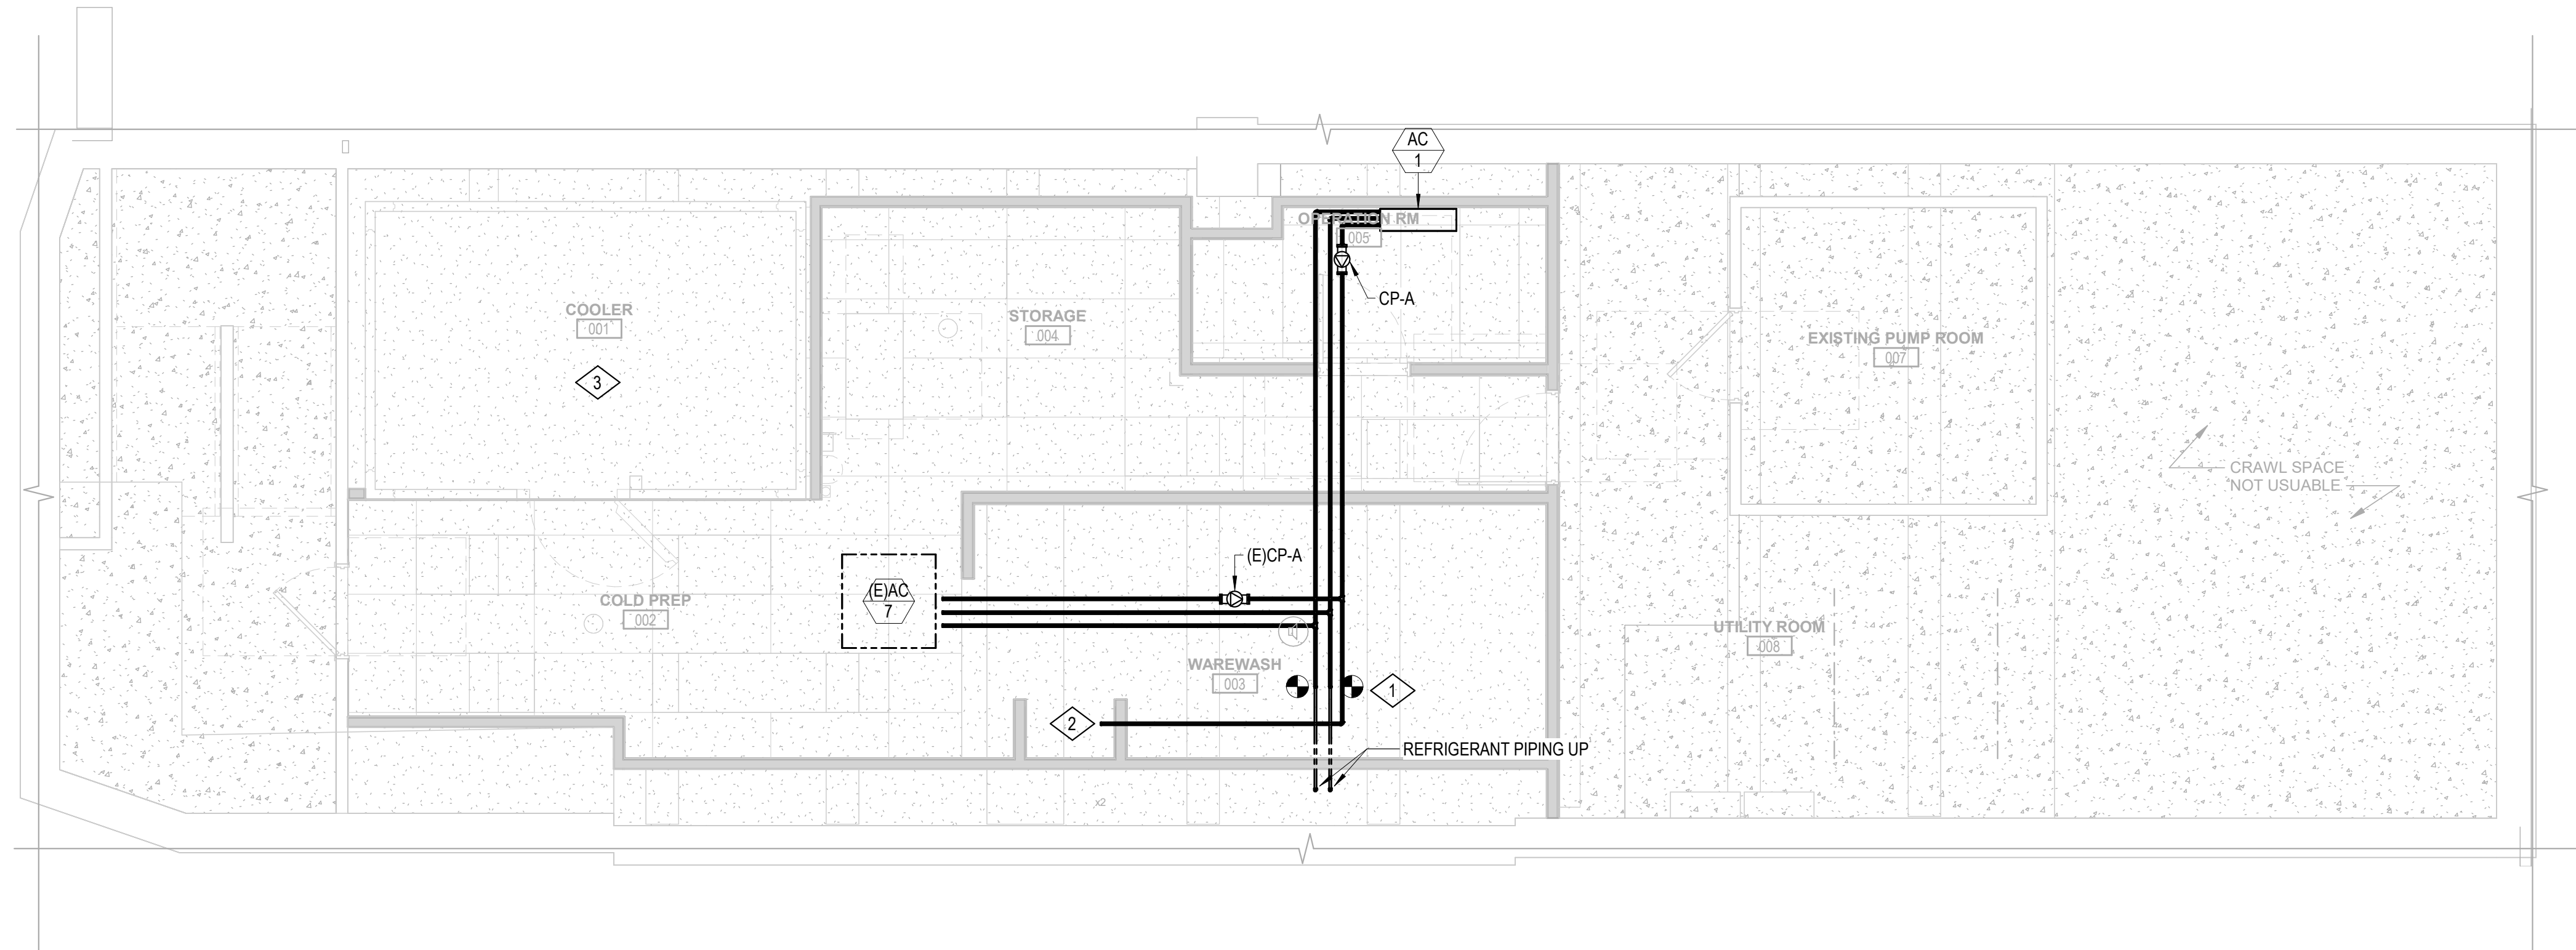 AC
1
OPERATION RM
005
CP-A
COOLER
001
3
STORAGE
004
EXISTING PUMP ROOM
007
CRAWL SPACE
NOT USUABLE
(E)CP-A
(E)AC
7
COLD PREP
002
UTILITY ROOM
008
WAREWASH
003
1
2
REFRIGERANT PIPING UP
x2